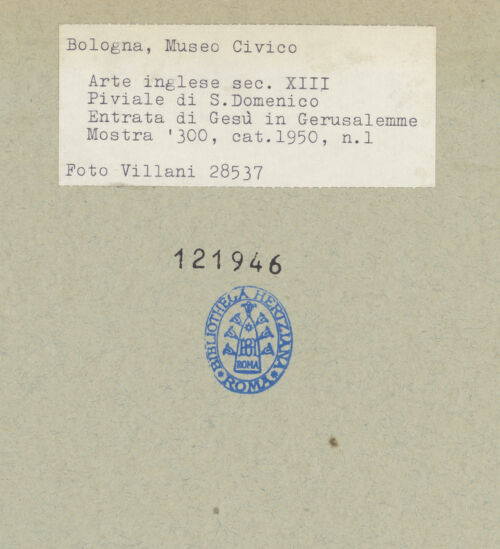 Bologna, Museo Civico
Arte inglese sec. XIII
Piviale di S.Domenico
Entrata di Gesù in Gerusalemme
Mostra '300, cat.1950, n.1
Foto Villani 28537
121946
BIBLIOTHECA HERTZIANA
ROMA
ROMA